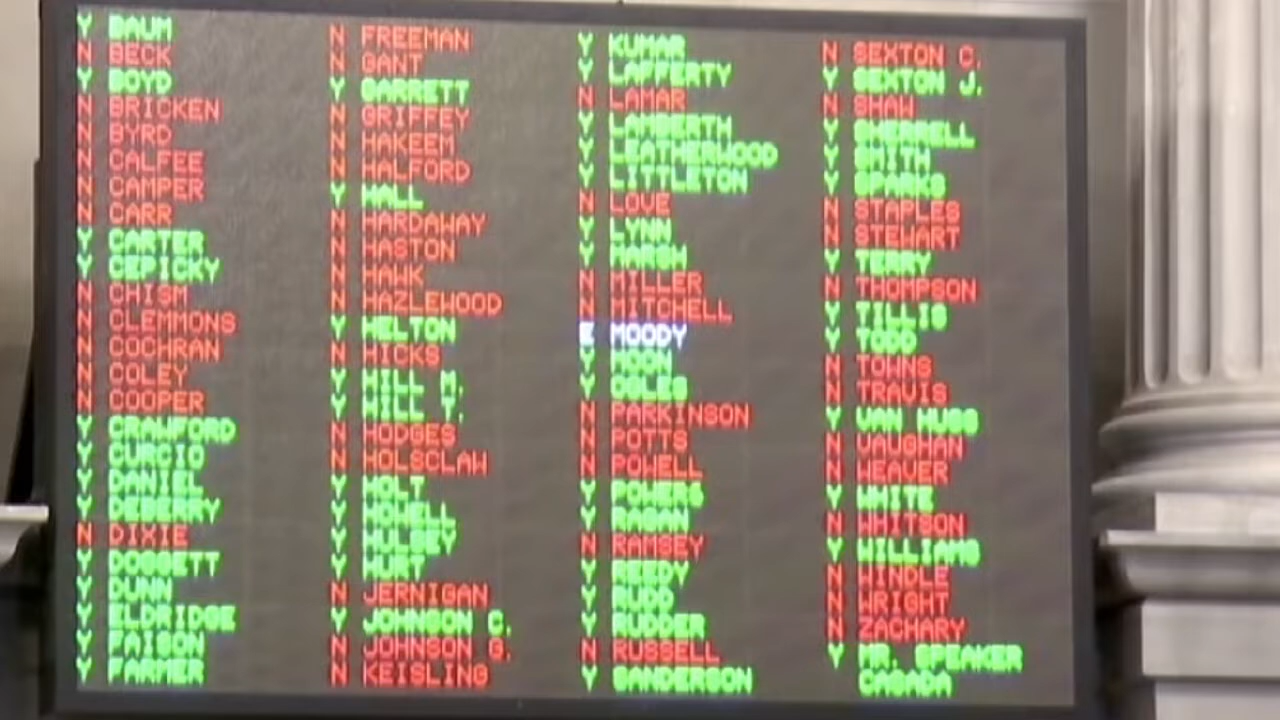 Y BAUM
N BECK
Y BOYD
N BRICKEN
N BYRD
N CALFEE
N CAMPER
N CARR
Y CARTER
Y CEPICKY
N CHISM
N CLEMMONS
N COCHRAN
N COLEY
N COOPER
Y CRAWFORD
Y CURCIO
Y DANIEL
Y DEBERRY
N DIXIE
Y DOGGETT
Y DUNN
Y ELDRIDGE
Y FAISON
Y FARMER
N FREEMAN
N GANT
Y GARRETT
N GRIFFEY
N HAKEEM
N HALFORD
Y HALL
N HARDAWAY
N HASTON
N HAWK
N HAZLEWOOD
Y HELTON
N HICKS
Y HILL M.
Y HILL T.
N HODGES
N HOLSCLAW
Y HOLT
Y HOWELL
Y HULSEY
Y HURT
N JERNIGAN
Y JOHNSON C.
N JOHNSON G.
N KEISLING
Y KUMAR
Y LAFFERTY
N LAMAR
Y LAMBERTH
Y LEATHERWOOD
Y LITTLETON
N LOVE
Y LYNN
Y MARSH
N MILLER
N MITCHELL
E MOODY
Y MOON
Y OGLES
N PARKINSON
N POTTS
N POWELL
Y POWERS
Y RAGAN
N RAMSEY
Y REEDY
Y RUDD
Y RUDDER
N RUSSELL
Y SANDERSON
N SEXTON C.
Y SEXTON J.
N SHAW
Y SHERRELL
Y SMITH
Y SPARKS
N STAPLES
N STEWART
Y TERRY
N THOMPSON
Y TILLIS
Y TODD
N TOWNS
N TRAVIS
Y VAN HUSS
N VAUGHAN
N WEAVER
Y WHITE
N WHITSON
Y WILLIAMS
N WINDLE
N WRIGHT
N ZACHARY
Y MR. SPEAKER
CASADA